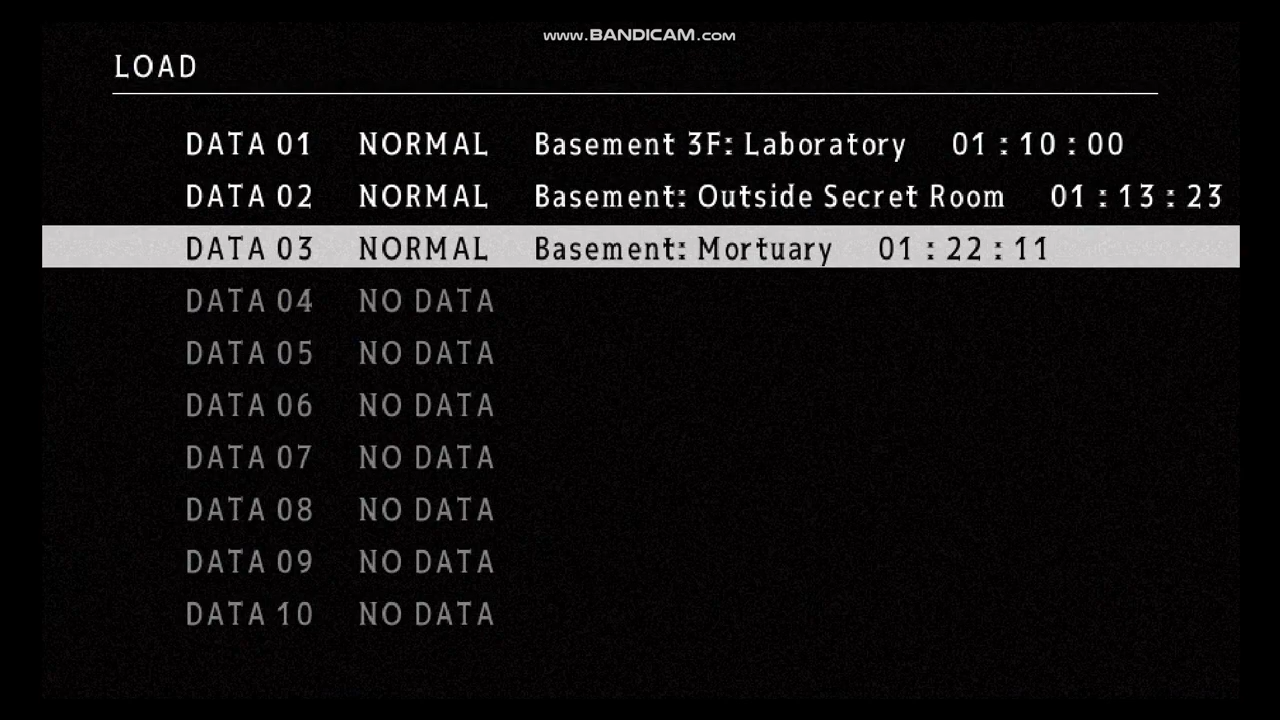 www.BANDICAM.com
LOAD
DATA 01 NORMAL Basement 3F: Laboratory 01:10:00
DATA 02 NORMAL Basement: Outside Secret Room 01:13:23
DATA 03 NORMAL Basement: Mortuary 01:22:11
DATA 04 NO DATA
DATA 05 NO DATA
DATA 06 NO DATA
DATA 07 NO DATA
DATA 08 NO DATA
DATA 09 NO DATA
DATA 10 NO DATA